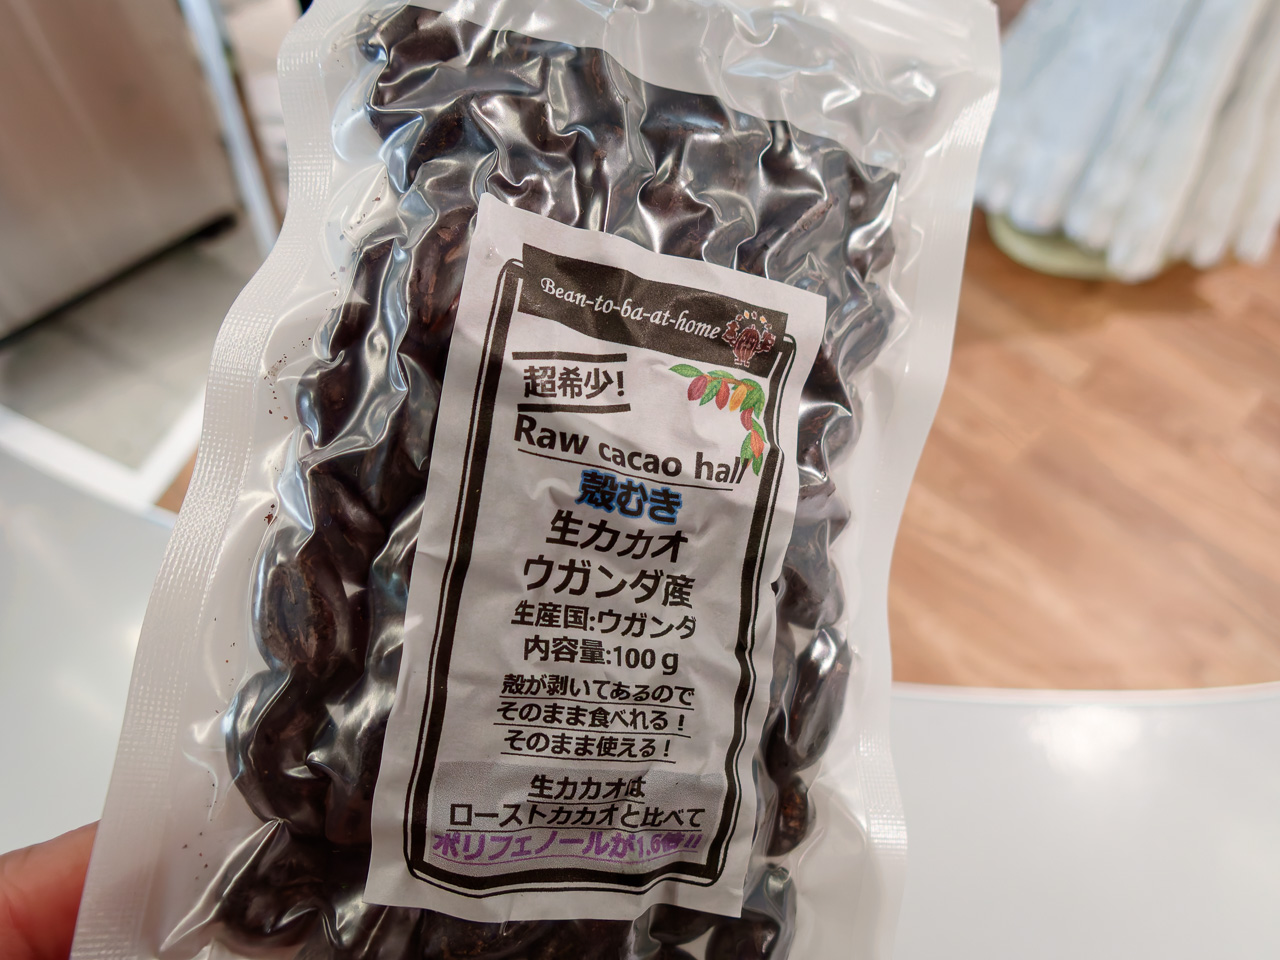 Bean-to-ba-at-home
超希少!
Raw cacao hall
殻むき
生カカオ
ウガンダ産
生産国:ウガンダ
内容量:100g
殻が剥いてあるので
そのまま食べれる！
そのまま使える！
生カカオは
ローストカカオと比べて
ポリフェノールが1.6倍!!